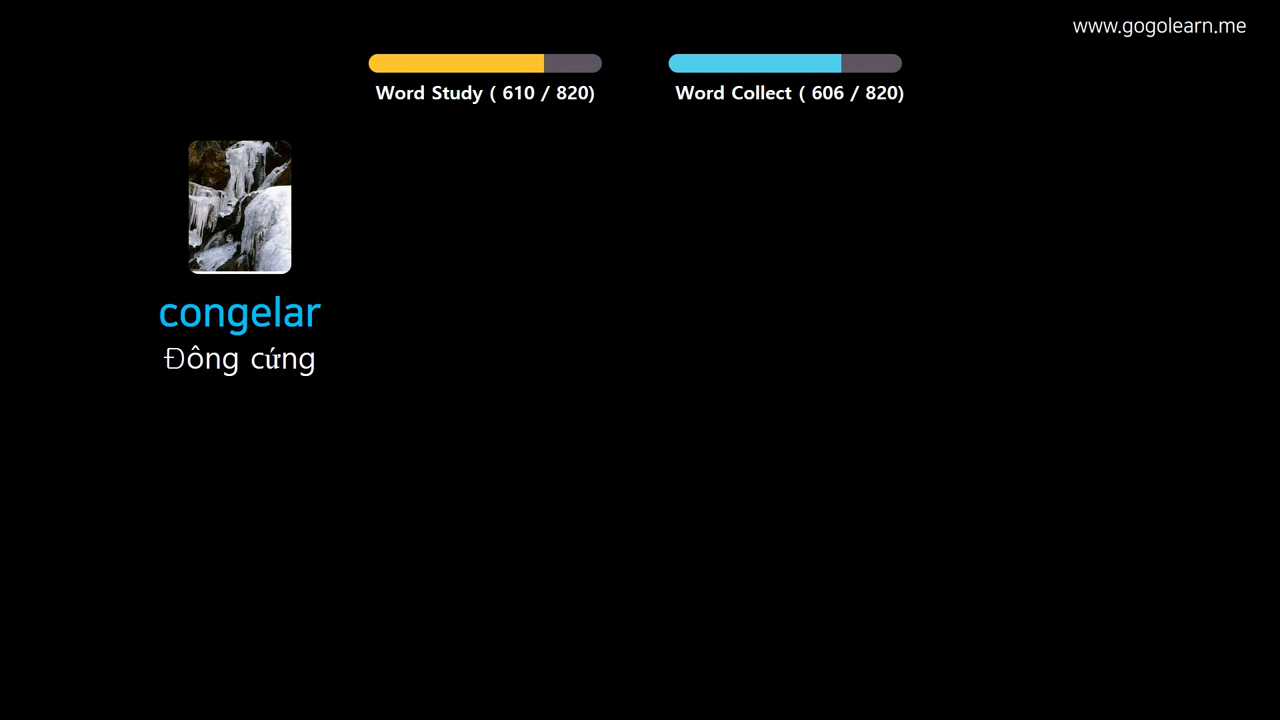 www.gogolearn.me
Word Study ( 610 / 820)
Word Collect ( 606 / 820)
congelar
Đông cứng